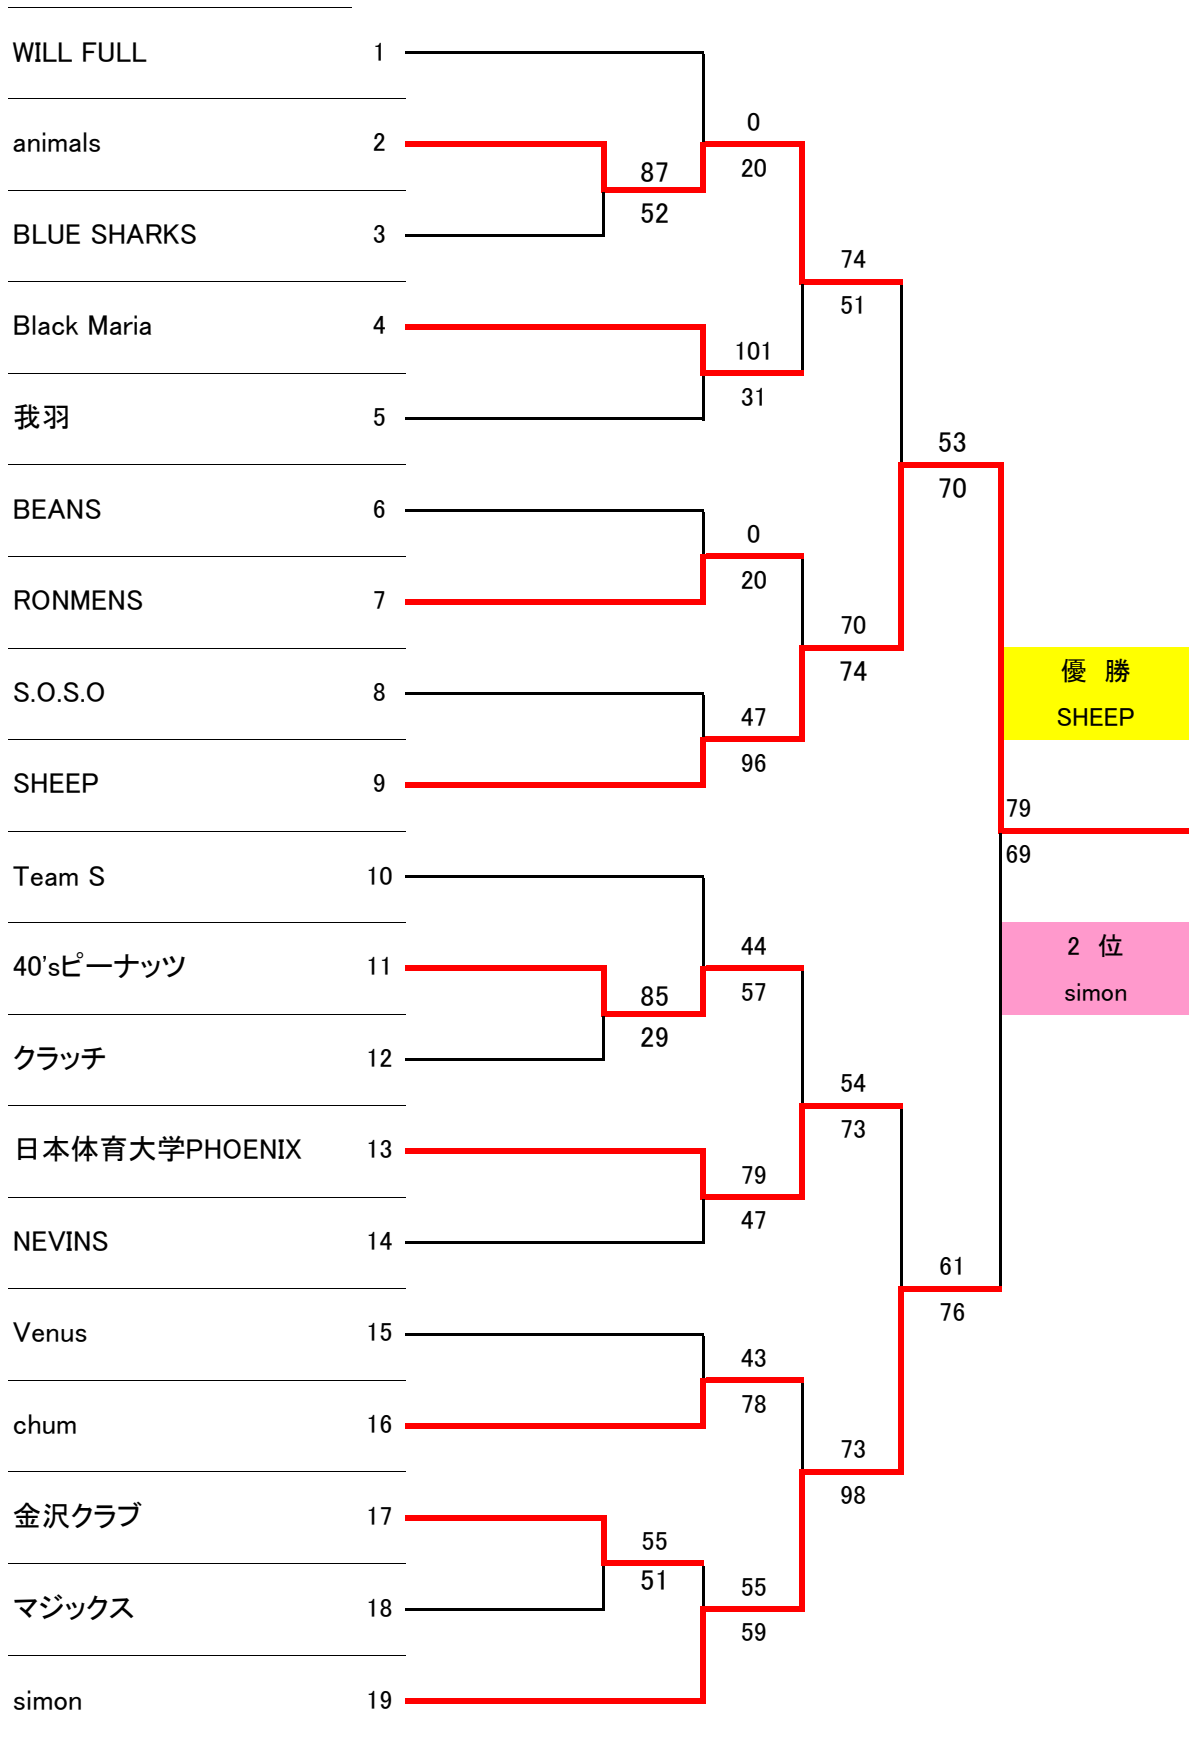 WILL FULL 1
0
animals 2
20
87
52
BLUE SHARKS 3
74
51
Black Maria 4
101
31
我羽 5
53
70
BEANS 6
0
20
RONMENS 7
70
74
優 勝
SHEEP
S.O.S.O 8
47
96
SHEEP 9
79
69
Team S 10
44
57
2 位
simon
40'sピーナッツ 11
85
29
クラッチ 12
54
73
日本体育大学PHOENIX 13
79
47
NEVINS 14
61
76
Venus 15
43
78
chum 16
73
98
金沢クラブ 17
55
51
マジックス 18
55
59
simon 19